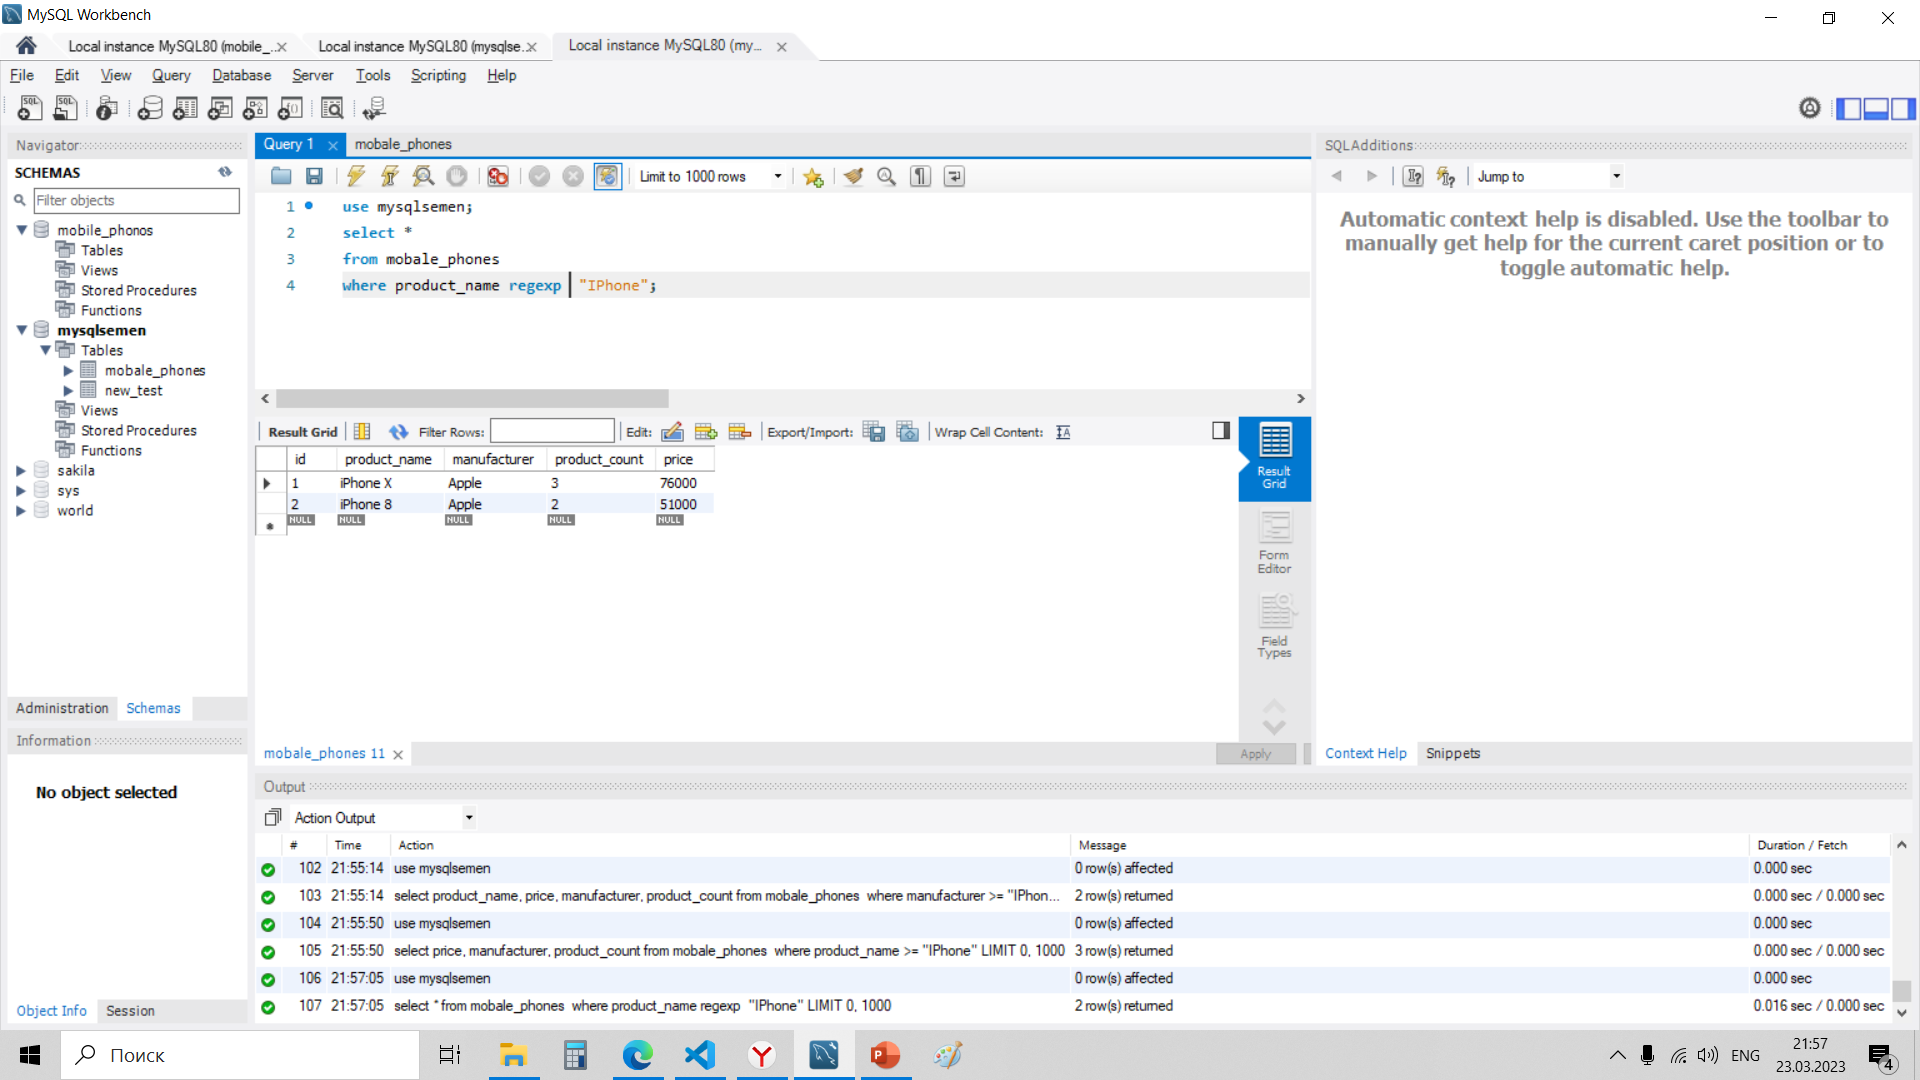 MySQL Workbench
Local instance MySQL80 (mobile_...
Local instance MySQL80 (mysqlse...
Local instance MySQL80 (my...
File Edit View Query Database Server Tools Scripting Help
Navigator
SCHEMAS
Filter objects
mobile_phonos
Tables
Views
Stored Procedures
Functions
mysqlsemen
Tables
mobale_phones
new_test
Views
Stored Procedures
Functions
sakila
sys
world
Administration Schemas
Information
No object selected
Object Info Session
Query 1 mobale_phones
Limit to 1000 rows
1 use mysqlsemen;
2 select *
3 from mobale_phones
4 where product_name regexp "IPhone";
Result Grid Filter Rows: Edit: Export/Import: Wrap Cell Content:
id product_name manufacturer product_count price
1 iPhone X Apple 3 76000
2 iPhone 8 Apple 2 51000
NULL NULL NULL NULL NULL
Result Grid
Form Editor
Field Types
mobale_phones 11
Apply
SQLAdditions
Jump to
Automatic context help is disabled. Use the toolbar to
manually get help for the current caret position or to
toggle automatic help.
Context Help Snippets
Output
Action Output
# Time Action Message Duration / Fetch
102 21:55:14 use mysqlsemen 0 row(s) affected 0.000 sec
103 21:55:14 select product_name, price, manufacturer, product_count from mobale_phones where manufacturer >= "IPhon... 2 row(s) returned 0.000 sec / 0.000 sec
104 21:55:50 use mysqlsemen 0 row(s) affected 0.000 sec
105 21:55:50 select price, manufacturer, product_count from mobale_phones where product_name >= "IPhone" LIMIT 0, 1000 3 row(s) returned 0.000 sec / 0.000 sec
106 21:57:05 use mysqlsemen 0 row(s) affected 0.000 sec
107 21:57:05 select * from mobale_phones where product_name regexp "IPhone" LIMIT 0, 1000 2 row(s) returned 0.016 sec / 0.000 sec
Поиск
ENG
21:57
23.03.2023
4